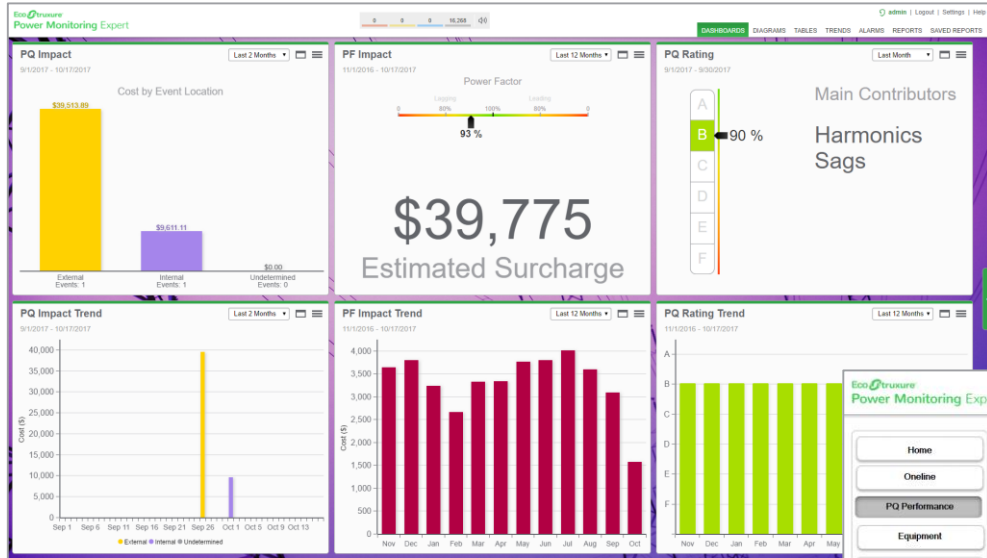 EcoStruxure
Power Monitoring Expert
0 0 0 16,268
admin | Logout | Settings | Help
DASHBOARDS DIAGRAMS TABLES TRENDS ALARMS REPORTS SAVED REPORTS
PQ Impact
Last 2 Months
9/1/2017 - 10/17/2017
Cost by Event Location
$39,513.89
$9,611.11
$0.00
External Internal Undetermined
Events: 1 Events: 1 Events: 0
PF Impact
Last 12 Months
11/1/2016 - 10/17/2017
Power Factor
Lagging Leading
0 80% 100% 80% 0
93 %
$39,775
Estimated Surcharge
PQ Rating
Last Month
9/1/2017 - 9/30/2017
A
B
C
D
E
F
90 %
Main Contributors
Harmonics
Sags
PQ Impact Trend
Last 2 Months
9/1/2017 - 10/17/2017
Cost ($)
40,000
35,000
30,000
25,000
20,000
15,000
10,000
5,000
0
Sep 1 Sep 6 Sep 11 Sep 16 Sep 21 Sep 26 Oct 1 Oct 5 Oct 9 Oct 13
External Internal Undetermined
PF Impact Trend
Last 12 Months
11/1/2016 - 10/17/2017
Cost ($)
4,000
3,500
3,000
2,500
2,000
1,500
1,000
500
0
Nov Dec Jan Feb Mar Apr May Jun Jul Aug Sep Oct
PQ Rating Trend
Last 12 Months
11/1/2016 - 10/17/2017
A
B
C
D
E
F
Nov Dec Jan Feb Mar Apr May
EcoStruxure
Power Monitoring Exp
Home
Oneline
PQ Performance
Equipment